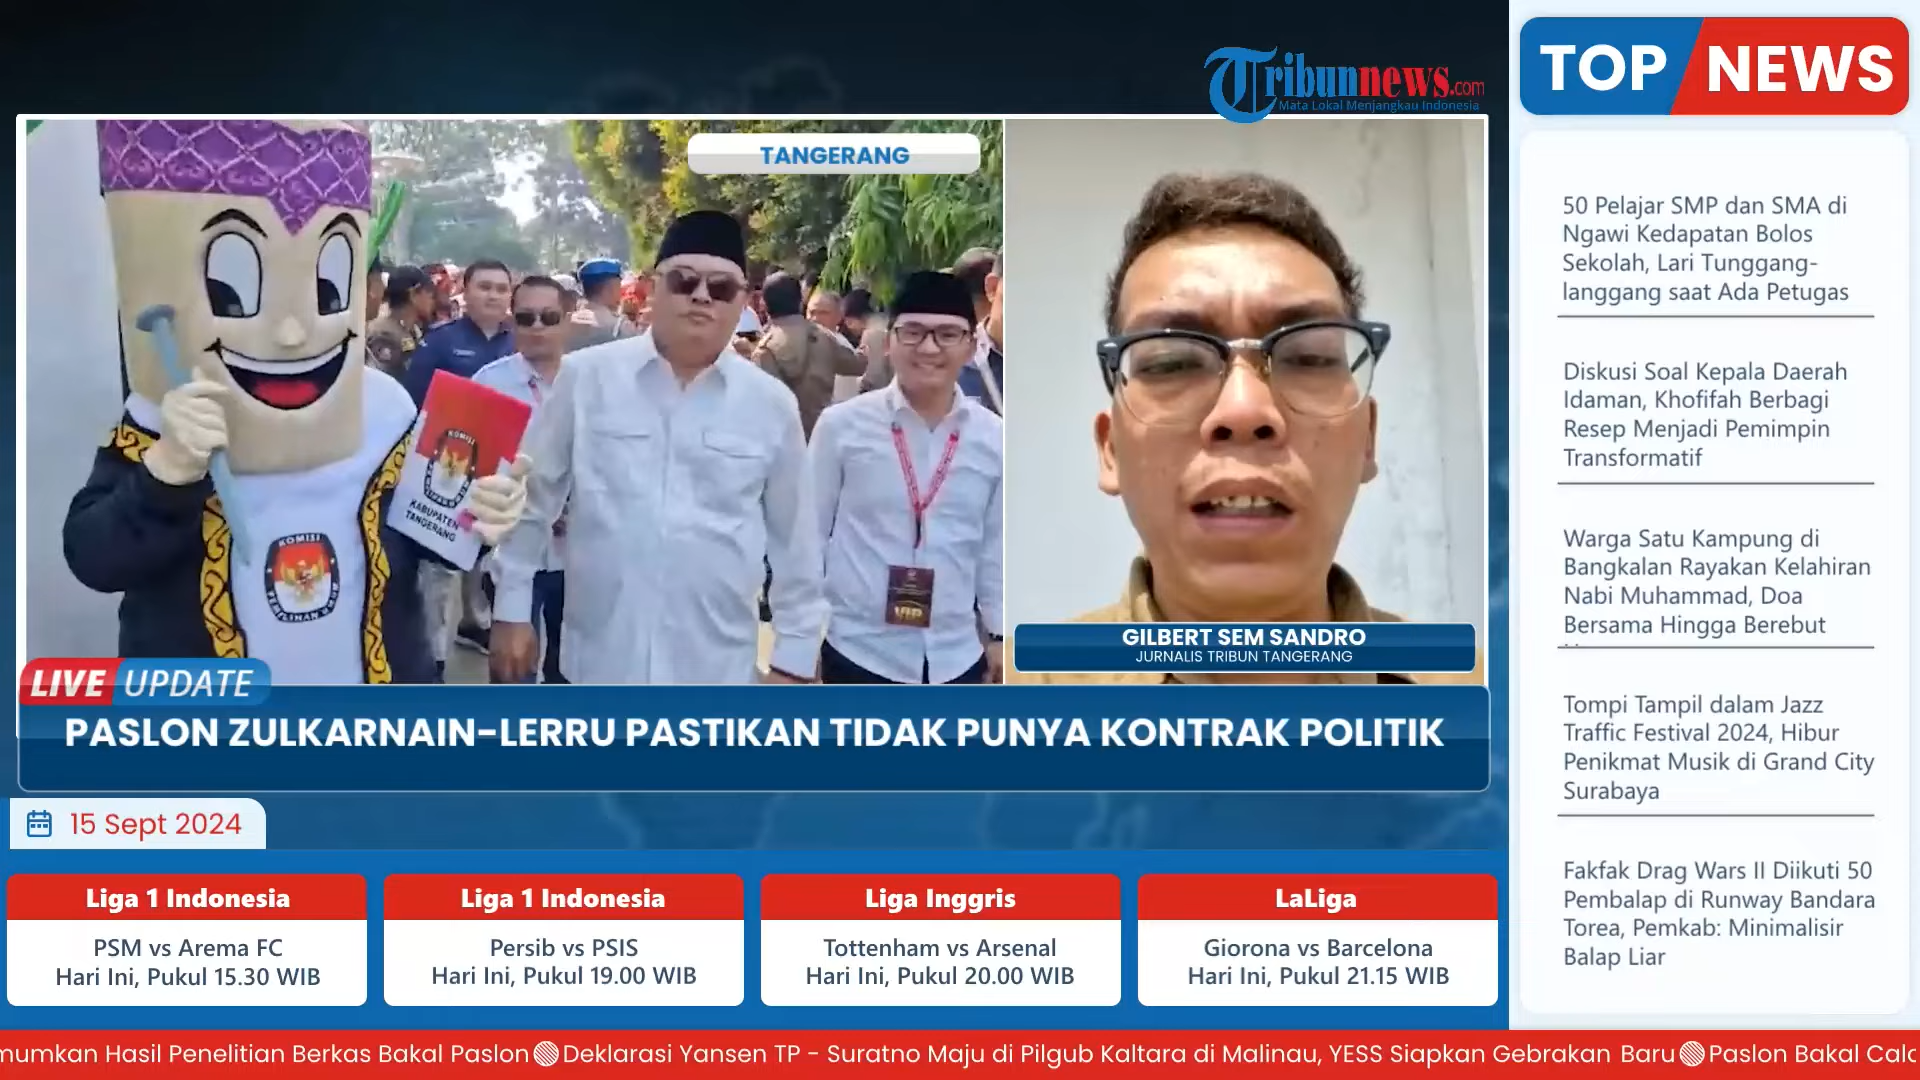 Tribunnews.com
Mata Lokal Menjangkau Indonesia
TOP NEWS
TANGERANG
KOMISI
KABUPATEN
TANGERANG
KOMISI
PEMILIHAN UMUM
VIP
GILBERT SEM SANDRO
JURNALIS TRIBUN TANGERANG
LIVE UPDATE
PASLON ZULKARNAIN-LERRU PASTIKAN TIDAK PUNYA KONTRAK POLITIK
15 Sept 2024
Liga 1 Indonesia
PSM vs Arema FC
Hari Ini, Pukul 15.30 WIB
Liga 1 Indonesia
Persib vs PSIS
Hari Ini, Pukul 19.00 WIB
Liga Inggris
Tottenham vs Arsenal
Hari Ini, Pukul 20.00 WIB
LaLiga
Giorona vs Barcelona
Hari Ini, Pukul 21.15 WIB
50 Pelajar SMP dan SMA di
Ngawi Kedapatan Bolos
Sekolah, Lari Tunggang-
langgang saat Ada Petugas
Diskusi Soal Kepala Daerah
Idaman, Khofifah Berbagi
Resep Menjadi Pemimpin
Transformatif
Warga Satu Kampung di
Bangkalan Rayakan Kelahiran
Nabi Muhammad, Doa
Bersama Hingga Berebut
Tompi Tampil dalam Jazz
Traffic Festival 2024, Hibur
Penikmat Musik di Grand City
Surabaya
Fakfak Drag Wars II Diikuti 50
Pembalap di Runway Bandara
Torea, Pemkab: Minimalisir
Balap Liar
mumkan Hasil Penelitian Berkas Bakal Paslon Deklarasi Yansen TP - Suratno Maju di Pilgub Kaltara di Malinau, YESS Siapkan Gebrakan Baru Paslon Bakal Calo